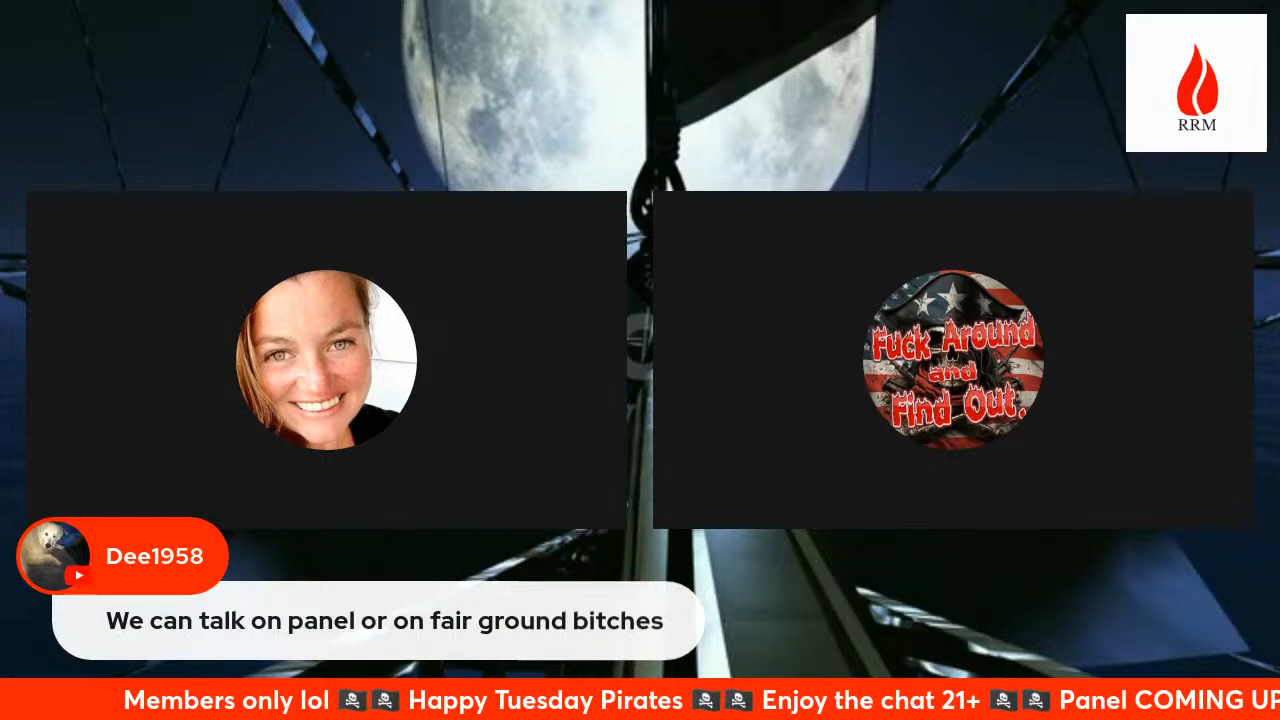 RRM
Fuck Around
and
Find Out.
Dee1958
We can talk on panel or on fair ground bitches
Members only lol 🏴‍☠️🏴‍☠️ Happy Tuesday Pirates 🏴‍☠️🏴‍☠️ Enjoy the chat 21+ 🏴‍☠️🏴‍☠️ Panel COMING UP